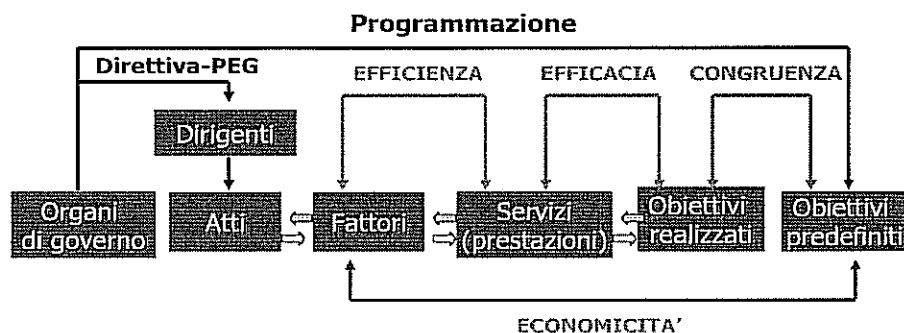 Programmazione
Direttiva-PEG
EFFICIENZA
EFFICACIA
CONGRUENZA
Dirigenti
Organi
di governo
Atti
Fattori
Servizi
(prestazioni)
Obiettivi
realizzati
Obiettivi
predefiniti
ECONOMICITA'